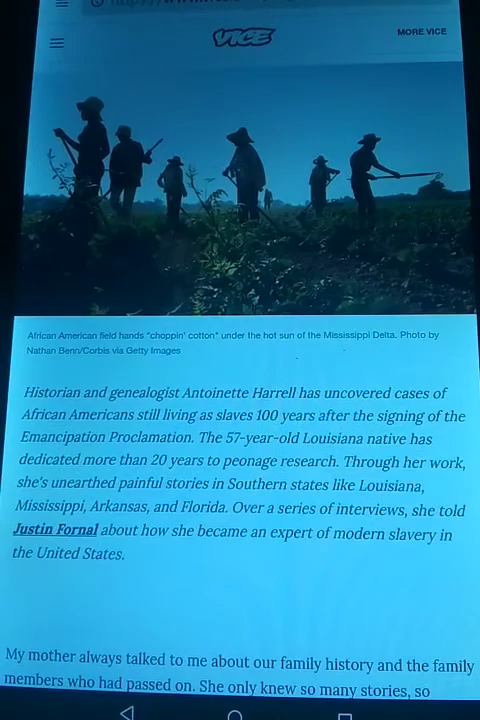 VICE
MORE VICE
African American field hands "choppin' cotton" under the hot sun of the Mississippi Delta. Photo by
Nathan Benn/Corbis via Getty Images
Historian and genealogist Antoinette Harrell has uncovered cases of
African Americans still living as slaves 100 years after the signing of the
Emancipation Proclamation. The 57-year-old Louisiana native has
dedicated more than 20 years to peonage research. Through her work,
she's unearthed painful stories in Southern states like Louisiana,
Mississippi, Arkansas, and Florida. Over a series of interviews, she told
Justin Fornal about how she became an expert of modern slavery in
the United States.
My mother always talked to me about our family history and the family
members who had passed on. She only knew so many stories, so